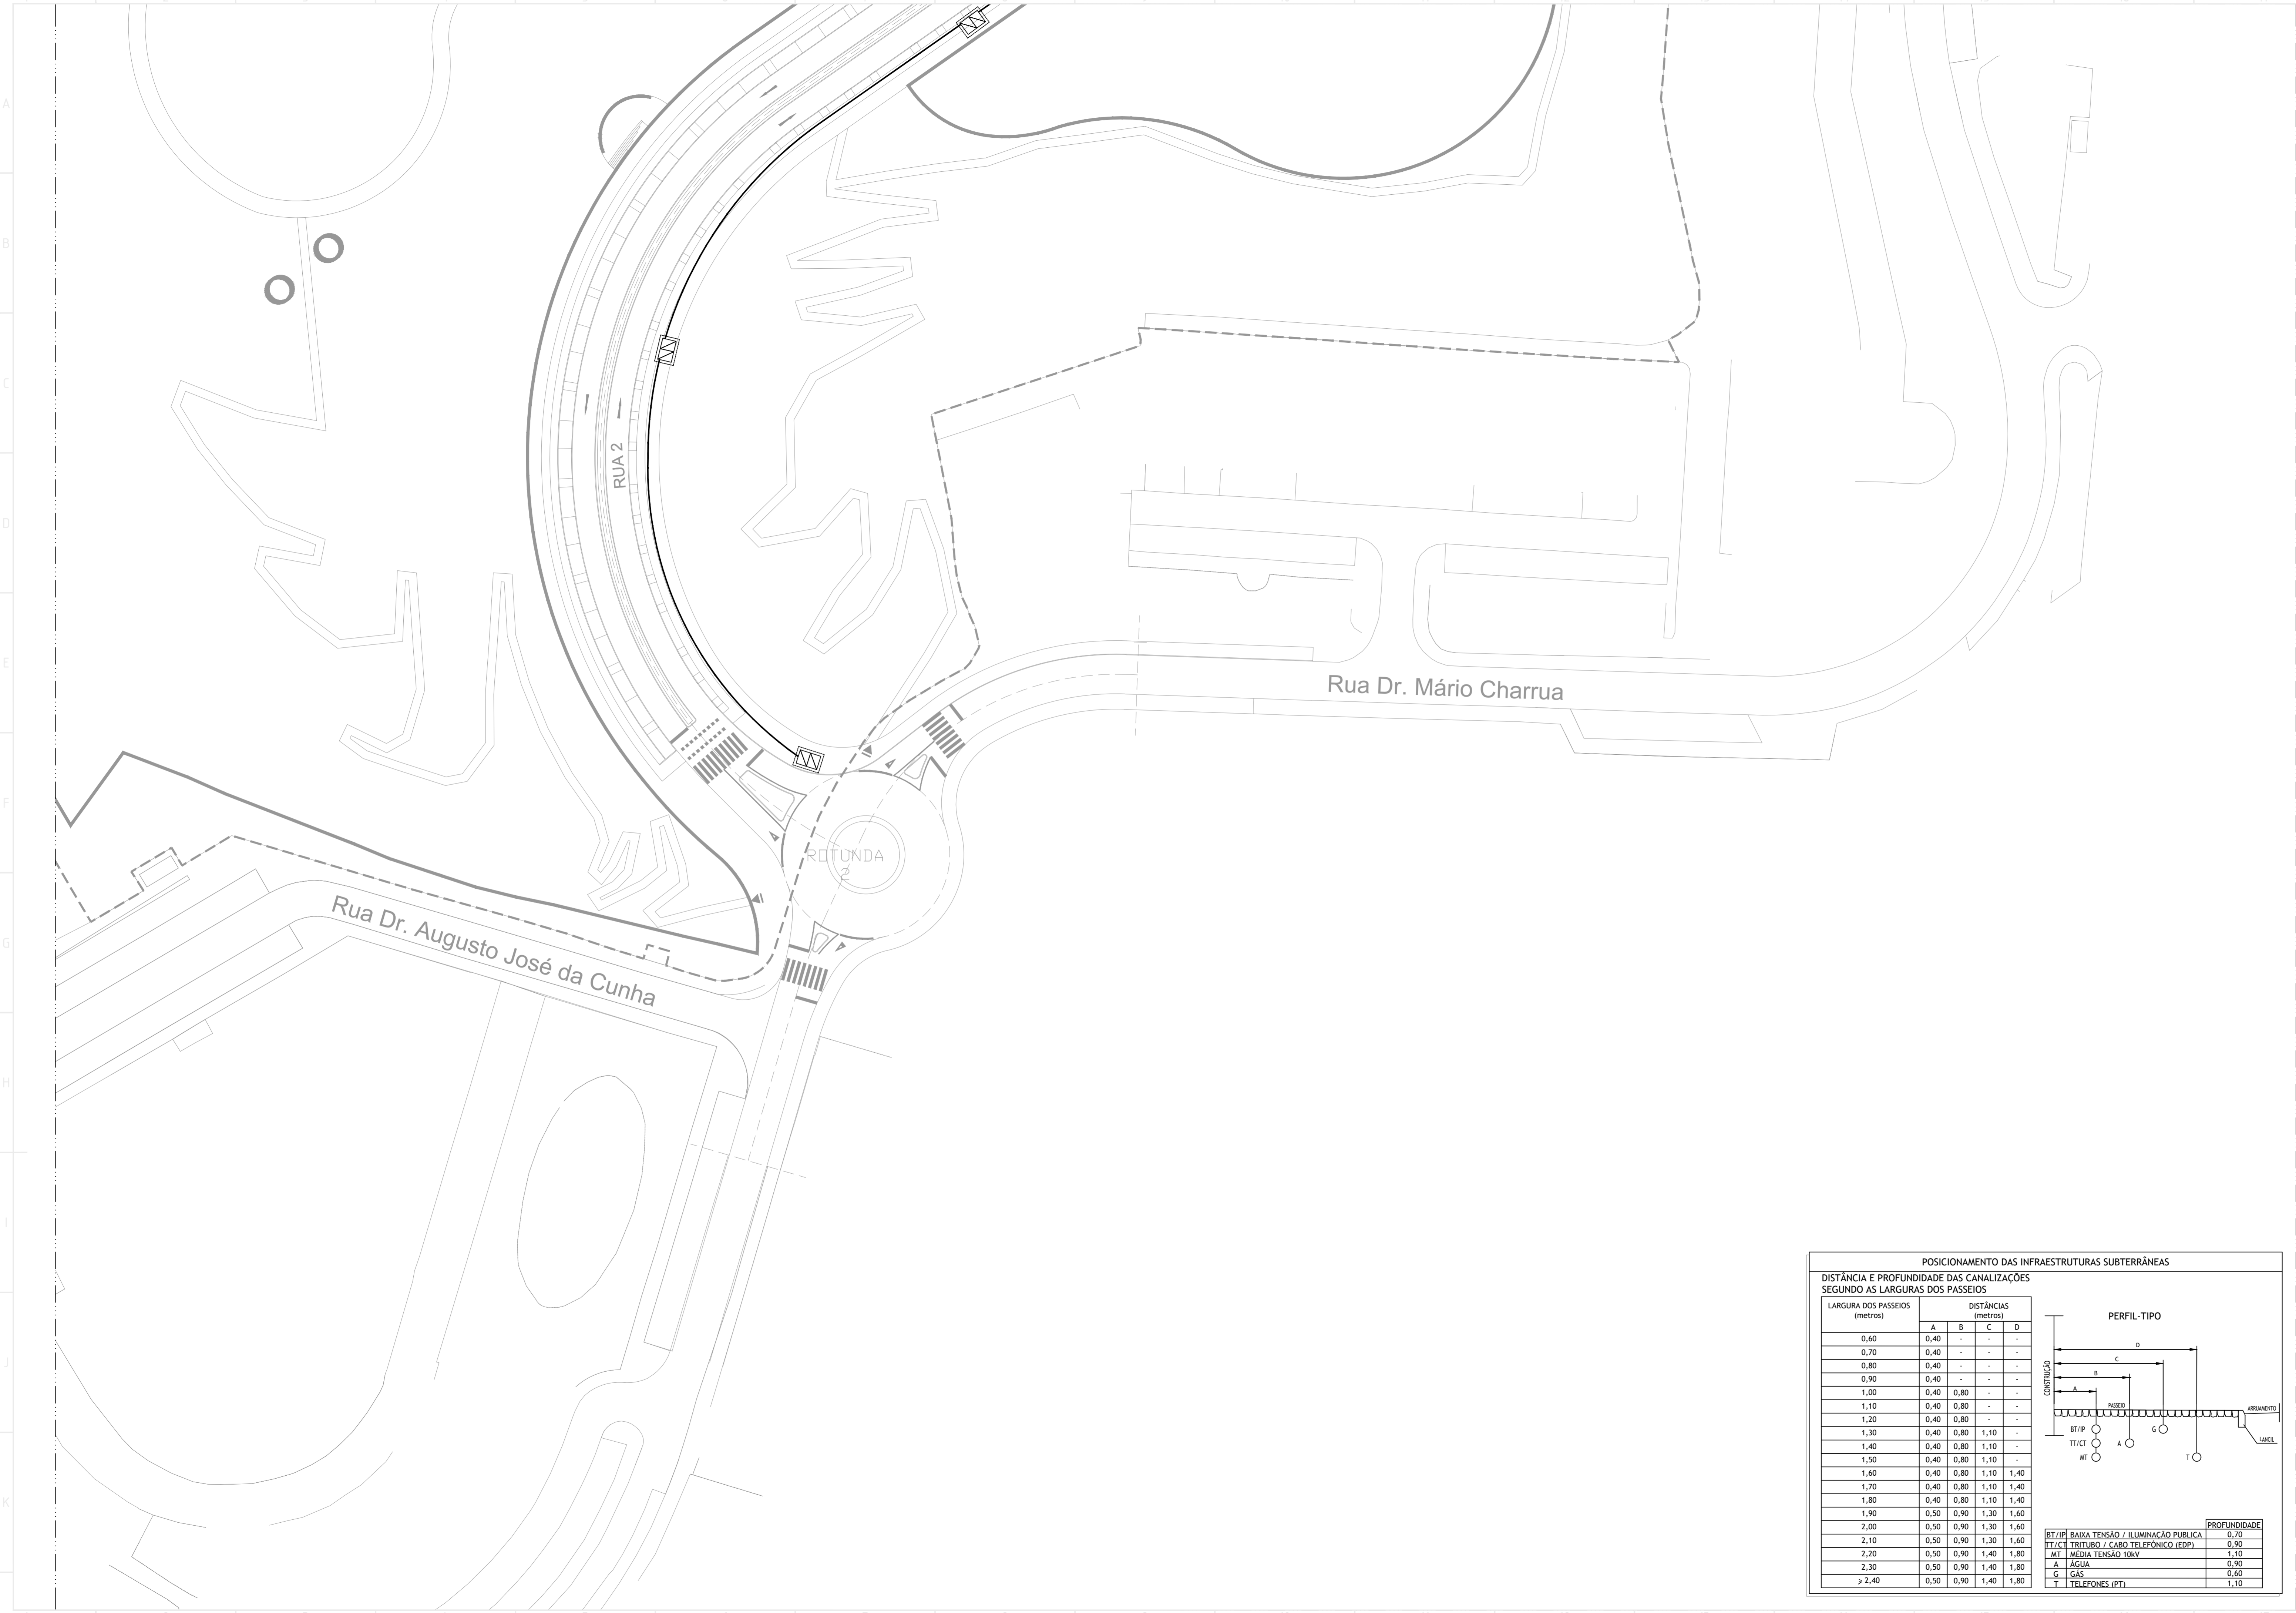 A
B
C
D
E
F
G
H
I
J
K
RUA 2
Rua Dr. Mário Charrua
ROTUNDA
2
Rua Dr. Augusto José da Cunha
POSICIONAMENTO DAS INFRAESTRUTURAS SUBTERRÂNEAS
DISTÂNCIA E PROFUNDIDADE DAS CANALIZAÇÕES
SEGUNDO AS LARGURAS DOS PASSEIOS
LARGURA DOS PASSEIOS
(metros)
DISTÂNCIAS
(metros)
A B C D
0,60 0,40 - - -
0,70 0,40 - - -
0,80 0,40 - - -
0,90 0,40 - - -
1,00 0,40 0,80 - -
1,10 0,40 0,80 - -
1,20 0,40 0,80 - -
1,30 0,40 0,80 1,10 -
1,40 0,40 0,80 1,10 -
1,50 0,40 0,80 1,10 -
1,60 0,40 0,80 1,10 1,40
1,70 0,40 0,80 1,10 1,40
1,80 0,40 0,80 1,10 1,40
1,90 0,50 0,90 1,30 1,60
2,00 0,50 0,90 1,30 1,60
2,10 0,50 0,90 1,30 1,60
2,20 0,50 0,90 1,40 1,80
2,30 0,50 0,90 1,40 1,80
⩾ 2,40 0,50 0,90 1,40 1,80
PERFIL-TIPO
D
C
B
A
CONSTRUÇÃO
PASSEIO
ARRUAMENTO
LANCIL
BT/IP
G
TT/CT
A
MT
T
PROFUNDIDADE
BT/IP BAIXA TENSÃO / ILUMINAÇÃO PUBLICA 0,70
TT/CT TRITUBO / CABO TELEFÓNICO (EDP) 0,90
MT MÉDIA TENSÃO 10kV 1,10
A ÁGUA 0,90
G GÁS 0,60
T TELEFONES (PT) 1,10